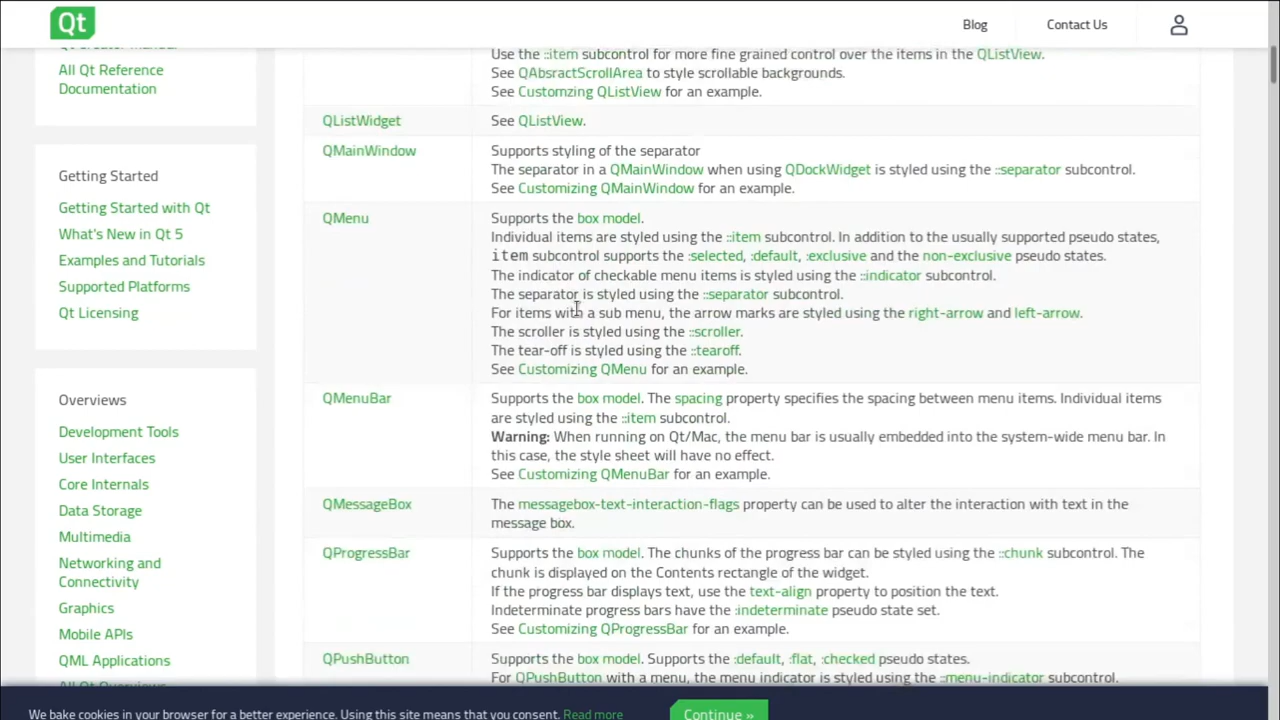 Qt
Blog
Contact Us
All Qt Reference
Documentation
Getting Started
Getting Started with Qt
What's New in Qt 5
Examples and Tutorials
Supported Platforms
Qt Licensing
Overviews
Development Tools
User Interfaces
Core Internals
Data Storage
Multimedia
Networking and
Connectivity
Graphics
Mobile APIs
QML Applications
All Qt Overviews
Use the ::item subcontrol for more fine grained control over the items in the QListView.
See QAbsractScrollArea to style scrollable backgrounds.
See Customzing QListView for an example.
QListWidget
See QListView.
QMainWindow
Supports styling of the separator
The separator in a QMainWindow when using QDockWidget is styled using the ::separator subcontrol.
See Customizing QMainWindow for an example.
QMenu
Supports the box model.
Individual items are styled using the ::item subcontrol. In addition to the usually supported pseudo states,
item subcontrol supports the :selected, :default, :exclusive and the non-exclusive pseudo states.
The indicator of checkable menu items is styled using the ::indicator subcontrol.
The separator is styled using the ::separator subcontrol.
For items with a sub menu, the arrow marks are styled using the right-arrow and left-arrow.
The scroller is styled using the ::scroller.
The tear-off is styled using the ::tearoff.
See Customizing QMenu for an example.
QMenuBar
Supports the box model. The spacing property specifies the spacing between menu items. Individual items
are styled using the ::item subcontrol.
Warning: When running on Qt/Mac, the menu bar is usually embedded into the system-wide menu bar. In
this case, the style sheet will have no effect.
See Customizing QMenuBar for an example.
QMessageBox
The messagebox-text-interaction-flags property can be used to alter the interaction with text in the
message box.
QProgressBar
Supports the box model. The chunks of the progress bar can be styled using the ::chunk subcontrol. The
chunk is displayed on the Contents rectangle of the widget.
If the progress bar displays text, use the text-align property to position the text.
Indeterminate progress bars have the :indeterminate pseudo state set.
See Customizing QProgressBar for an example.
QPushButton
Supports the box model. Supports the :default, :flat, :checked pseudo states.
For QPushButton with a menu, the menu indicator is styled using the ::menu-indicator subcontrol.
We bake cookies in your browser for a better experience. Using this site means that you consent. Read more
Continue »